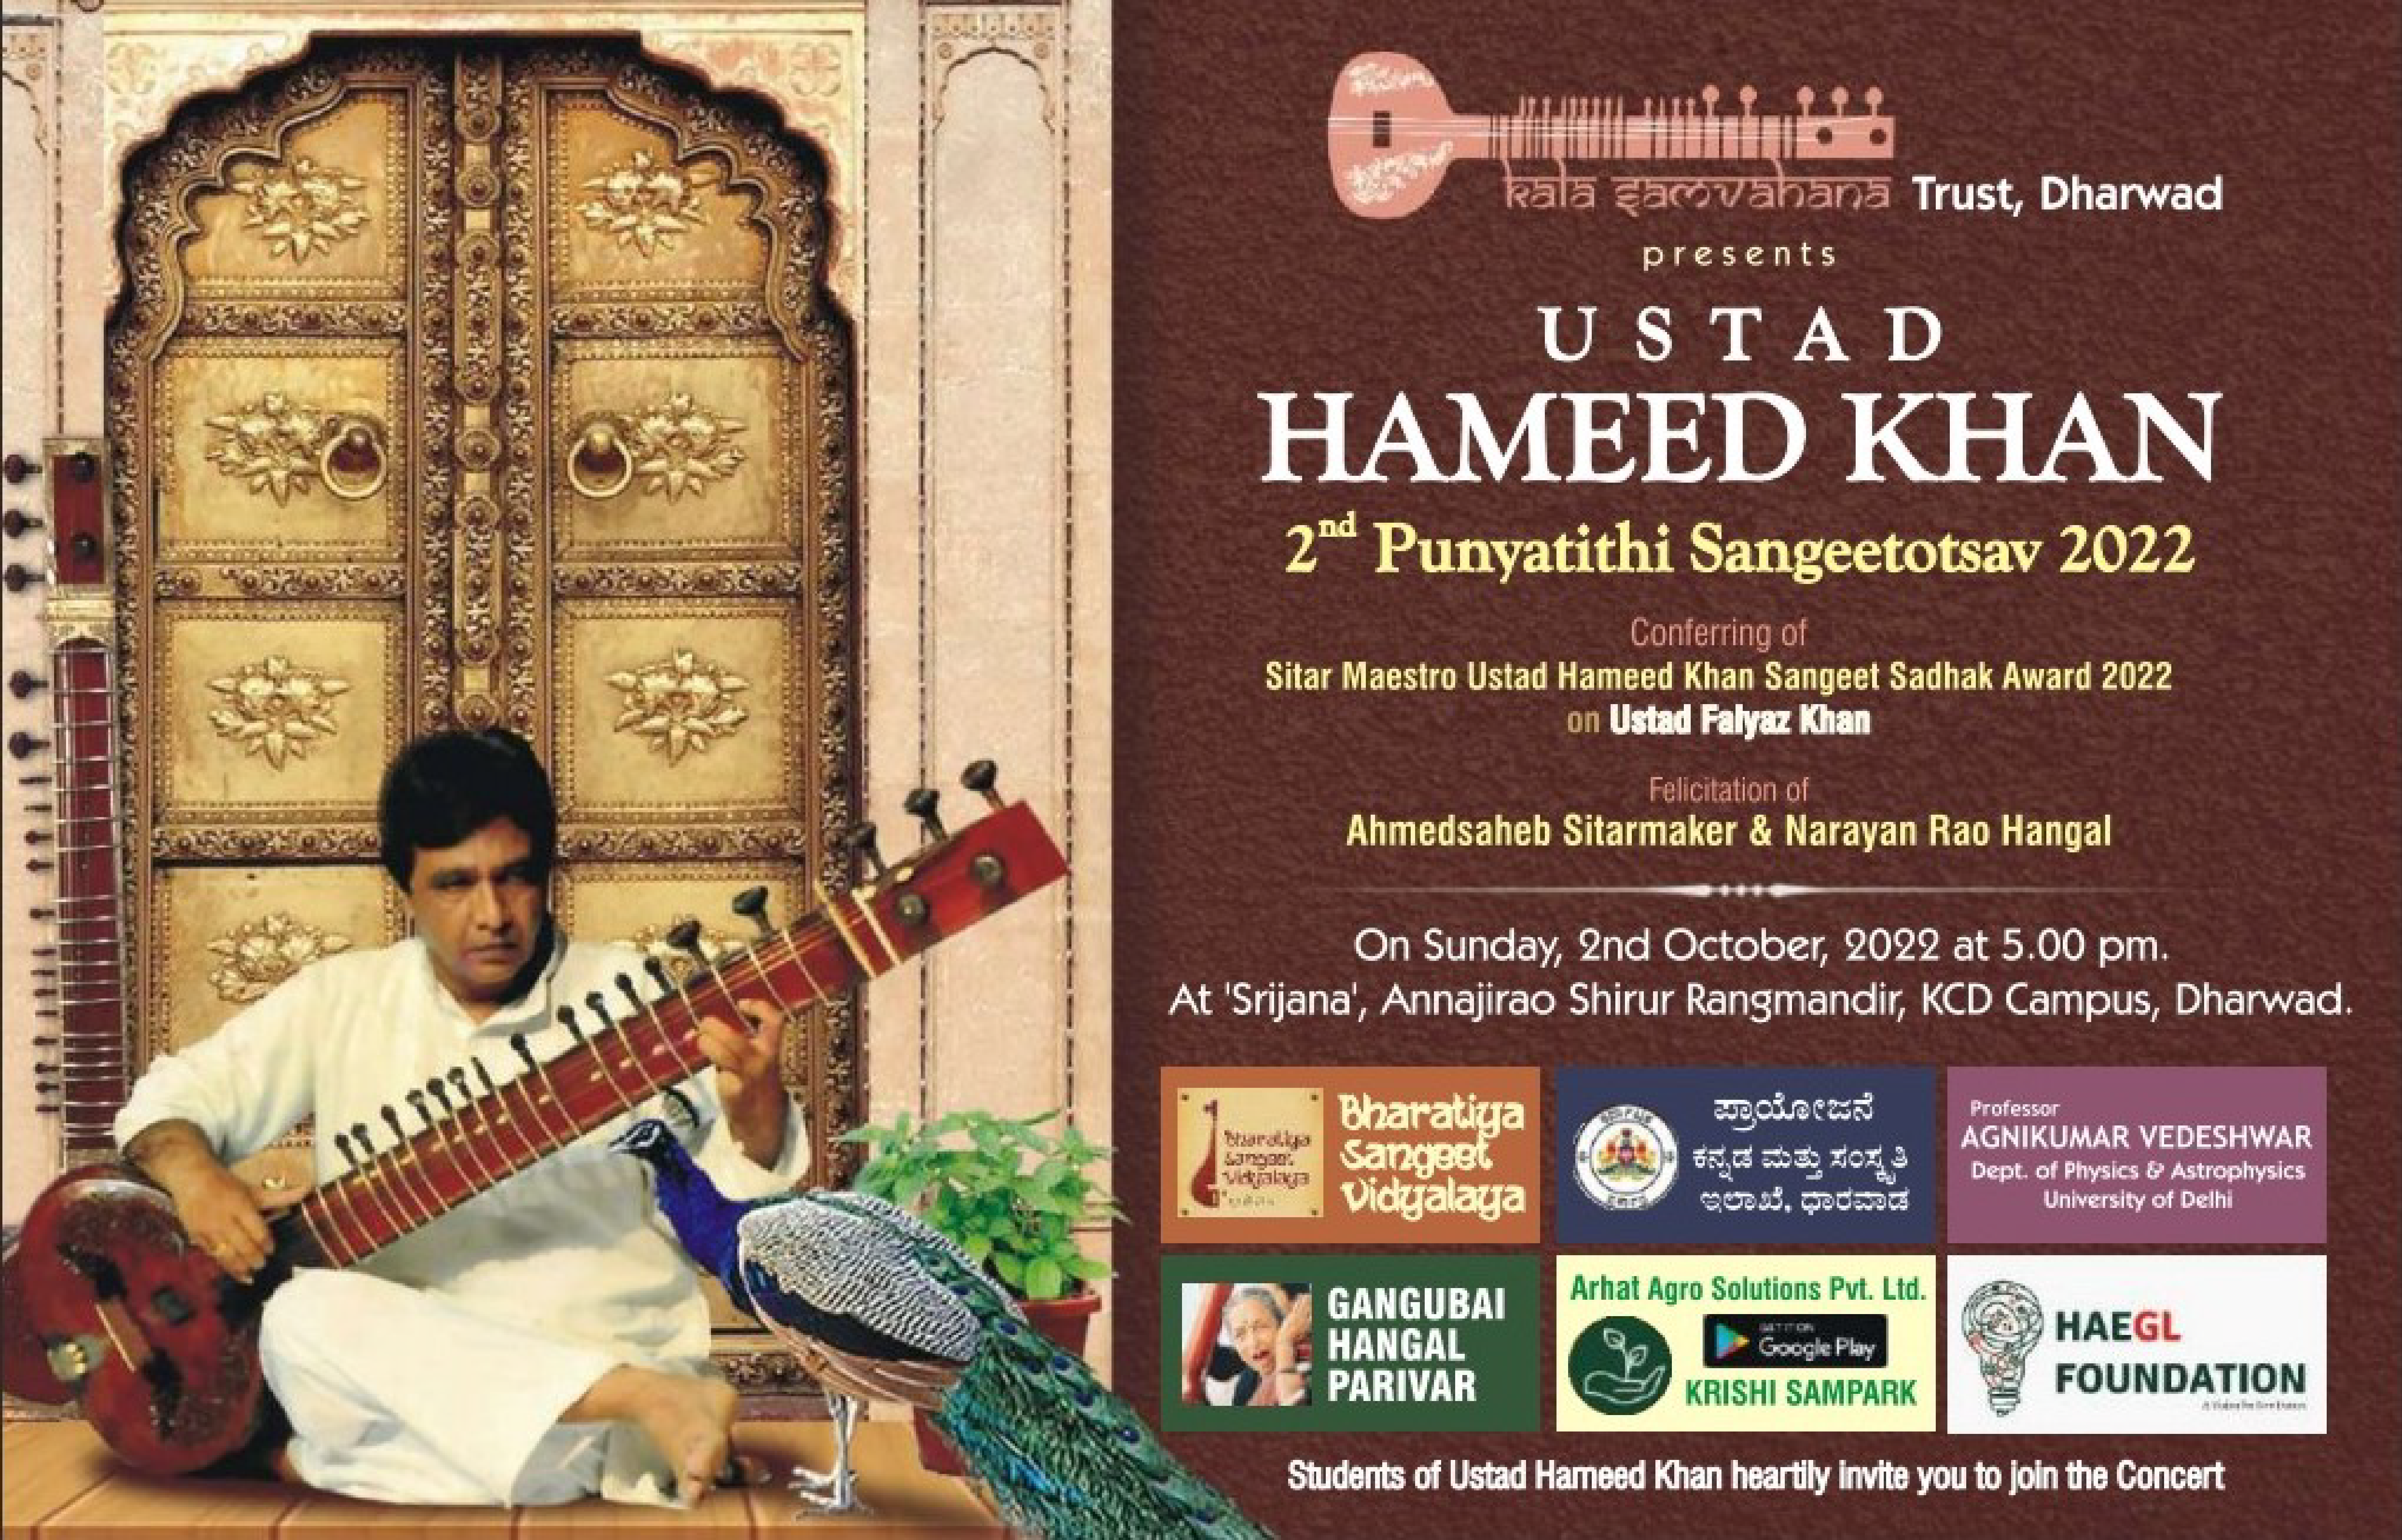 kala samvahana Trust, Dharwad
presents
USTAD
HAMEED KHAN
2nd Punyatithi Sangeetotsav 2022
Conferring of
Sitar Maestro Ustad Hameed Khan Sangeet Sadhak Award 2022
on Ustad Faiyaz Khan
Felicitation of
Ahmedsaheb Sitarmaker & Narayan Rao Hangal
On Sunday, 2nd October, 2022 at 5.00 pm.
At 'Srijana', Annajirao Shirur Rangmandir, KCD Campus, Dharwad.
Bharatiya
Sangeet
Vidyalaya
Bharatiya
Sangeet
Vidyalaya
ಪ್ರಾಯೋಜನೆ
ಕನ್ನಡ ಮತ್ತು ಸಂಸ್ಕೃತಿ
ಇಲಾಖೆ, ಧಾರವಾಡ
Professor
AGNIKUMAR VEDESHWAR
Dept. of Physics & Astrophysics
University of Delhi
GANGUBAI
HANGAL
PARIVAR
Arhat Agro Solutions Pvt. Ltd.
GET IT ON
Google Play
KRISHI SAMPARK
HAEGL
FOUNDATION
Students of Ustad Hameed Khan heartily invite you to join the Concert